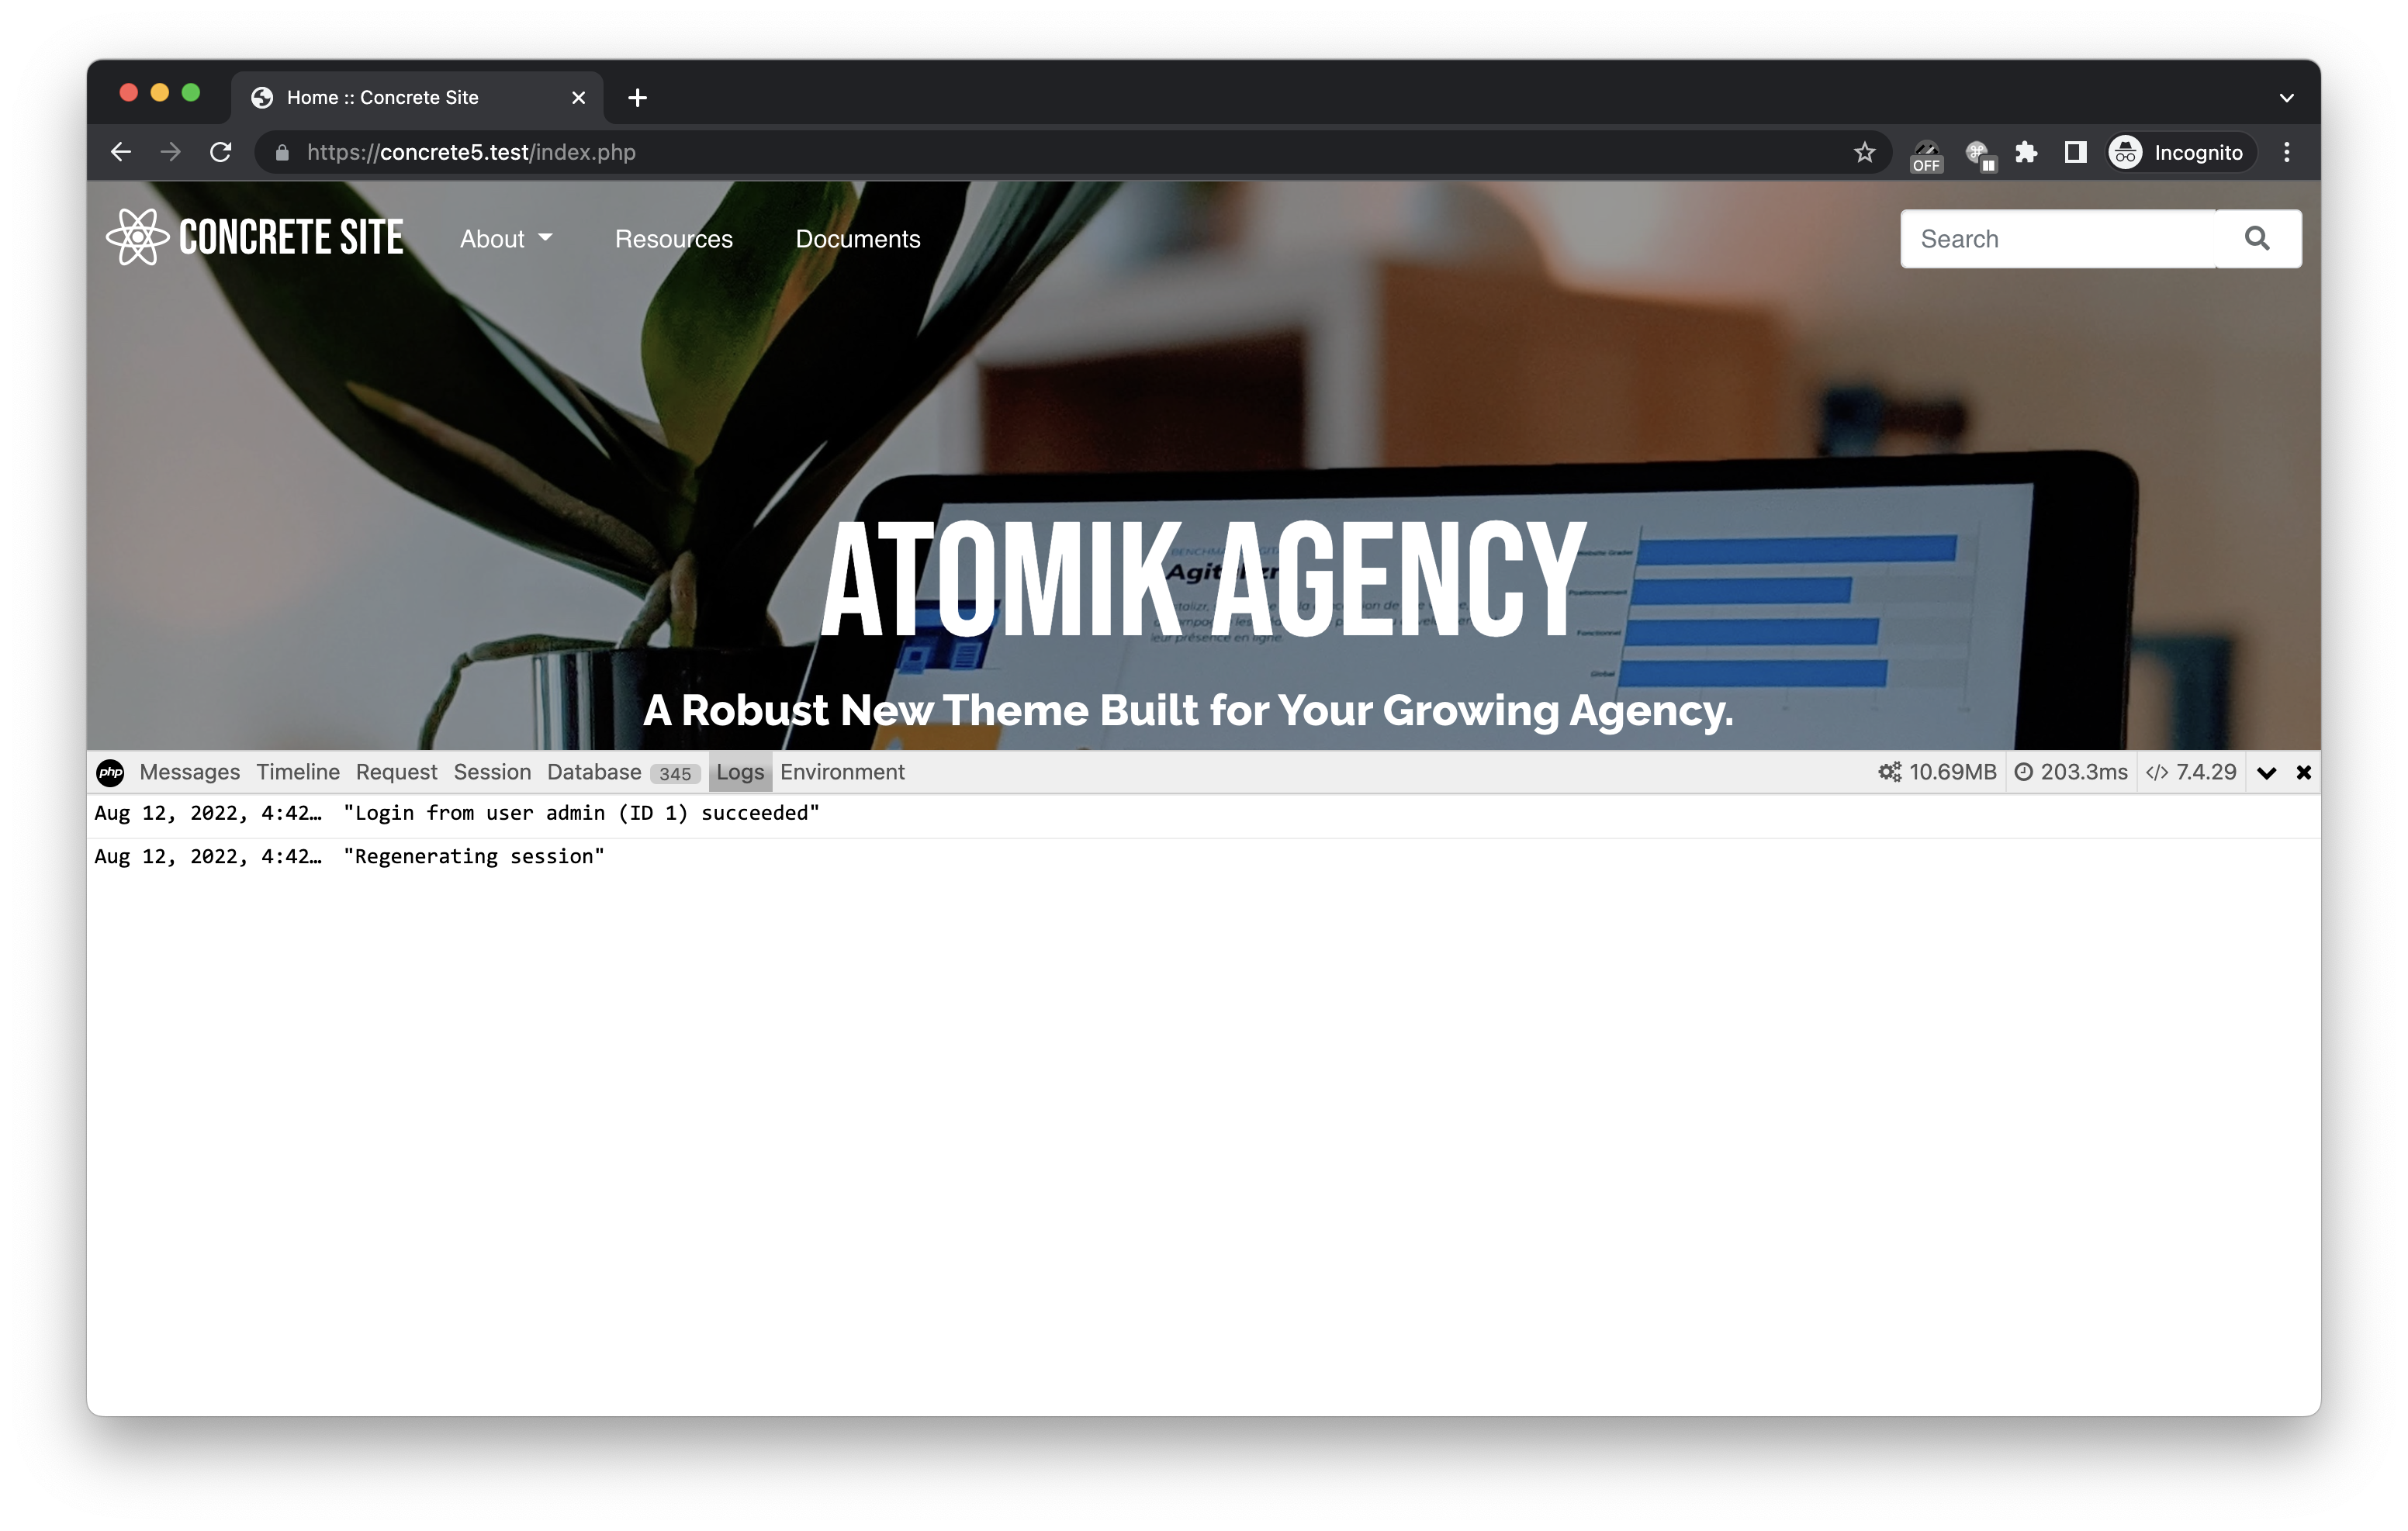 Home :: Concrete Site
https://concrete5.test/index.php
OFF
Incognito
CONCRETE SITE
About
Resources
Documents
Search
ATOMIK AGENCY
A Robust New Theme Built for Your Growing Agency.
php
Messages
Timeline
Request
Session
Database 345
Logs
Environment
10.69MB
203.3ms
7.4.29
Aug 12, 2022, 4:42… "Login from user admin (ID 1) succeeded"
Aug 12, 2022, 4:42… "Regenerating session"